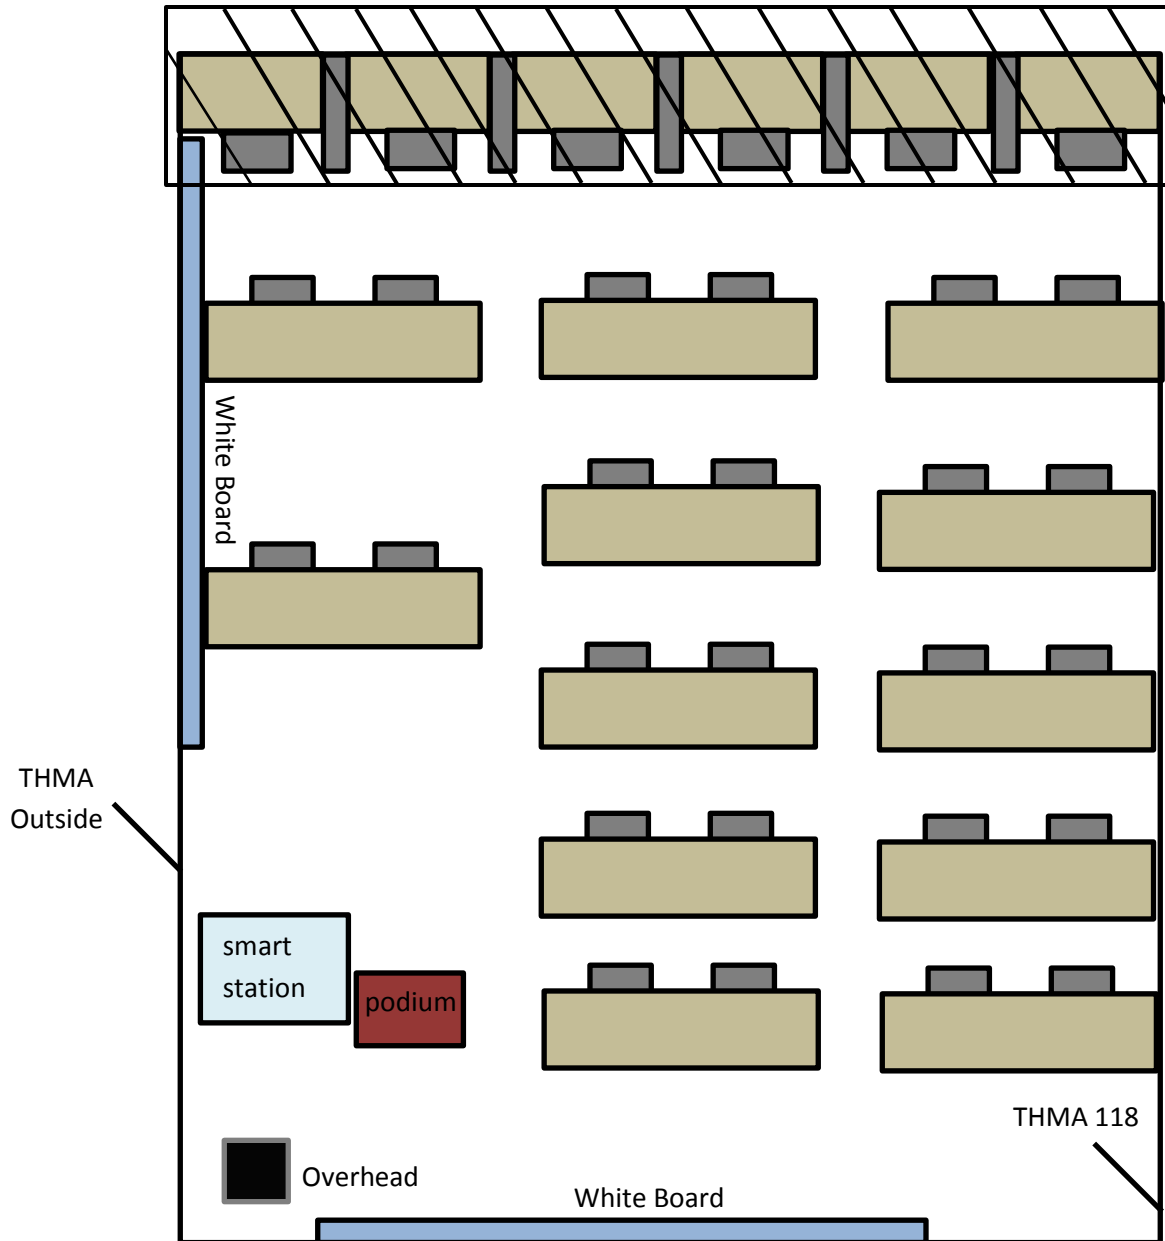 White Board
THMA
Outside
smart
station
podium
THMA 118
Overhead
White Board